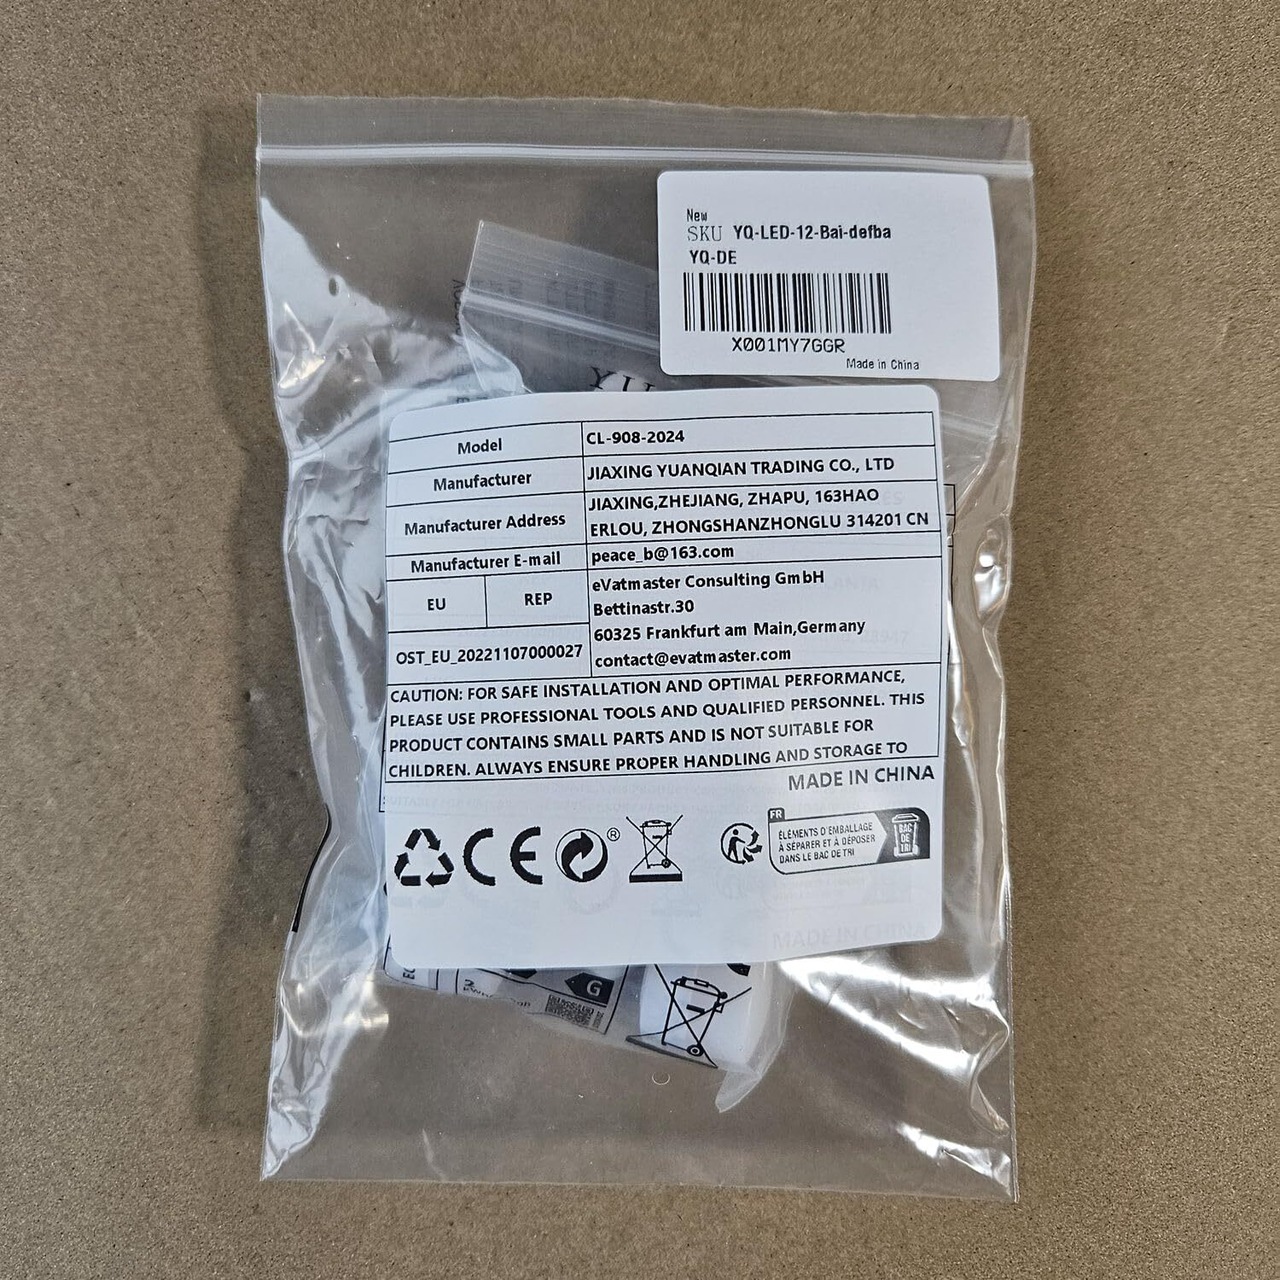 New
SKU YQ-LED-12-Bai-defba
YQ-DE
X001MY7GGR
Made in China
YU
Model CL-908-2024
Manufacturer JIAXING YUANQIAN TRADING CO., LTD
Manufacturer Address JIAXING,ZHEJIANG, ZHAPU, 163HAO
ERLOU, ZHONGSHANZHONGLU 314201 CN
Manufacturer E-mail peace_b@163.com
EU REP
OST_EU_20221107000027
eVatmaster Consulting GmbH
Bettinastr.30
60325 Frankfurt am Main,Germany
contact@evatmaster.com
CAUTION: FOR SAFE INSTALLATION AND OPTIMAL PERFORMANCE,
PLEASE USE PROFESSIONAL TOOLS AND QUALIFIED PERSONNEL. THIS
PRODUCT CONTAINS SMALL PARTS AND IS NOT SUITABLE FOR
CHILDREN. ALWAYS ENSURE PROPER HANDLING AND STORAGE TO
MADE IN CHINA
CE
®
FR
ÉLÉMENTS D'EMBALLAGE
À SÉPARER ET À DÉPOSER
DANS LE BAC DE TRI
BAC
DE
TRI
MADE IN CHINA
G